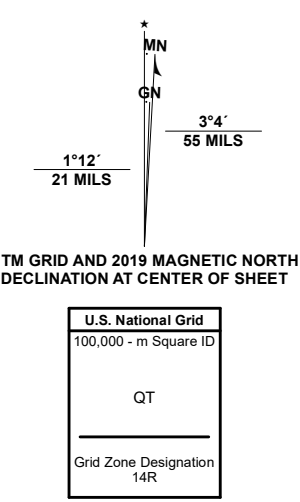 MN
GN
3°4´
55 MILS
1°12´
21 MILS
TM GRID AND 2019 MAGNETIC NORTH
DECLINATION AT CENTER OF SHEET
U.S. National Grid
100,000 - m Square ID
QT
Grid Zone Designation
14R